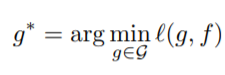 g* = arg min ℓ(g, f)
g∈𝒢